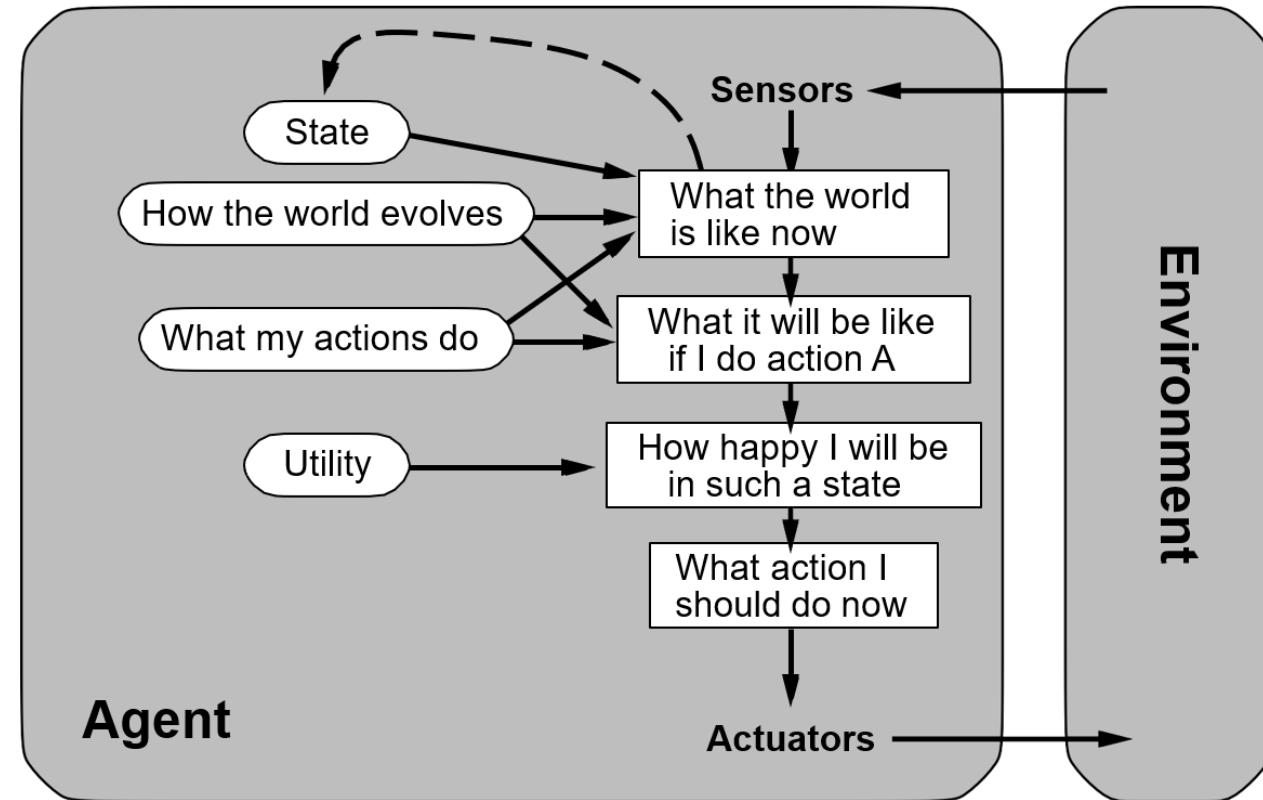 Sensors
State
What the world
is like now
How the world evolves
What it will be like
if I do action A
What my actions do
How happy I will be
in such a state
Utility
What action I
should do now
Agent
Actuators
Environment